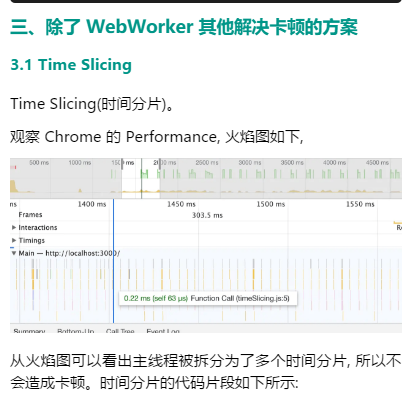 三、除了 WebWorker 其他解决卡顿的方案
3.1 Time Slicing
Time Slicing(时间分片)。
观察 Chrome 的 Performance, 火焰图如下,
500 ms 1000 ms 2000 ms 2500 ms 3000 ms 3500 ms 4000 ms 4500 ms
ms 1400 ms 1450 ms 1500 ms 1550 ms
Frames 303.5 ms
Interactions
Timings
Main — http://localhost:3000/
0.22 ms (self 63 μs) Function Call (timeSlicing.js:5)
Summary Bottom-Up Call Tree Event Log
从火焰图可以看出主线程被拆分为了多个时间分片, 所以不
会造成卡顿。时间分片的代码片段如下所示: